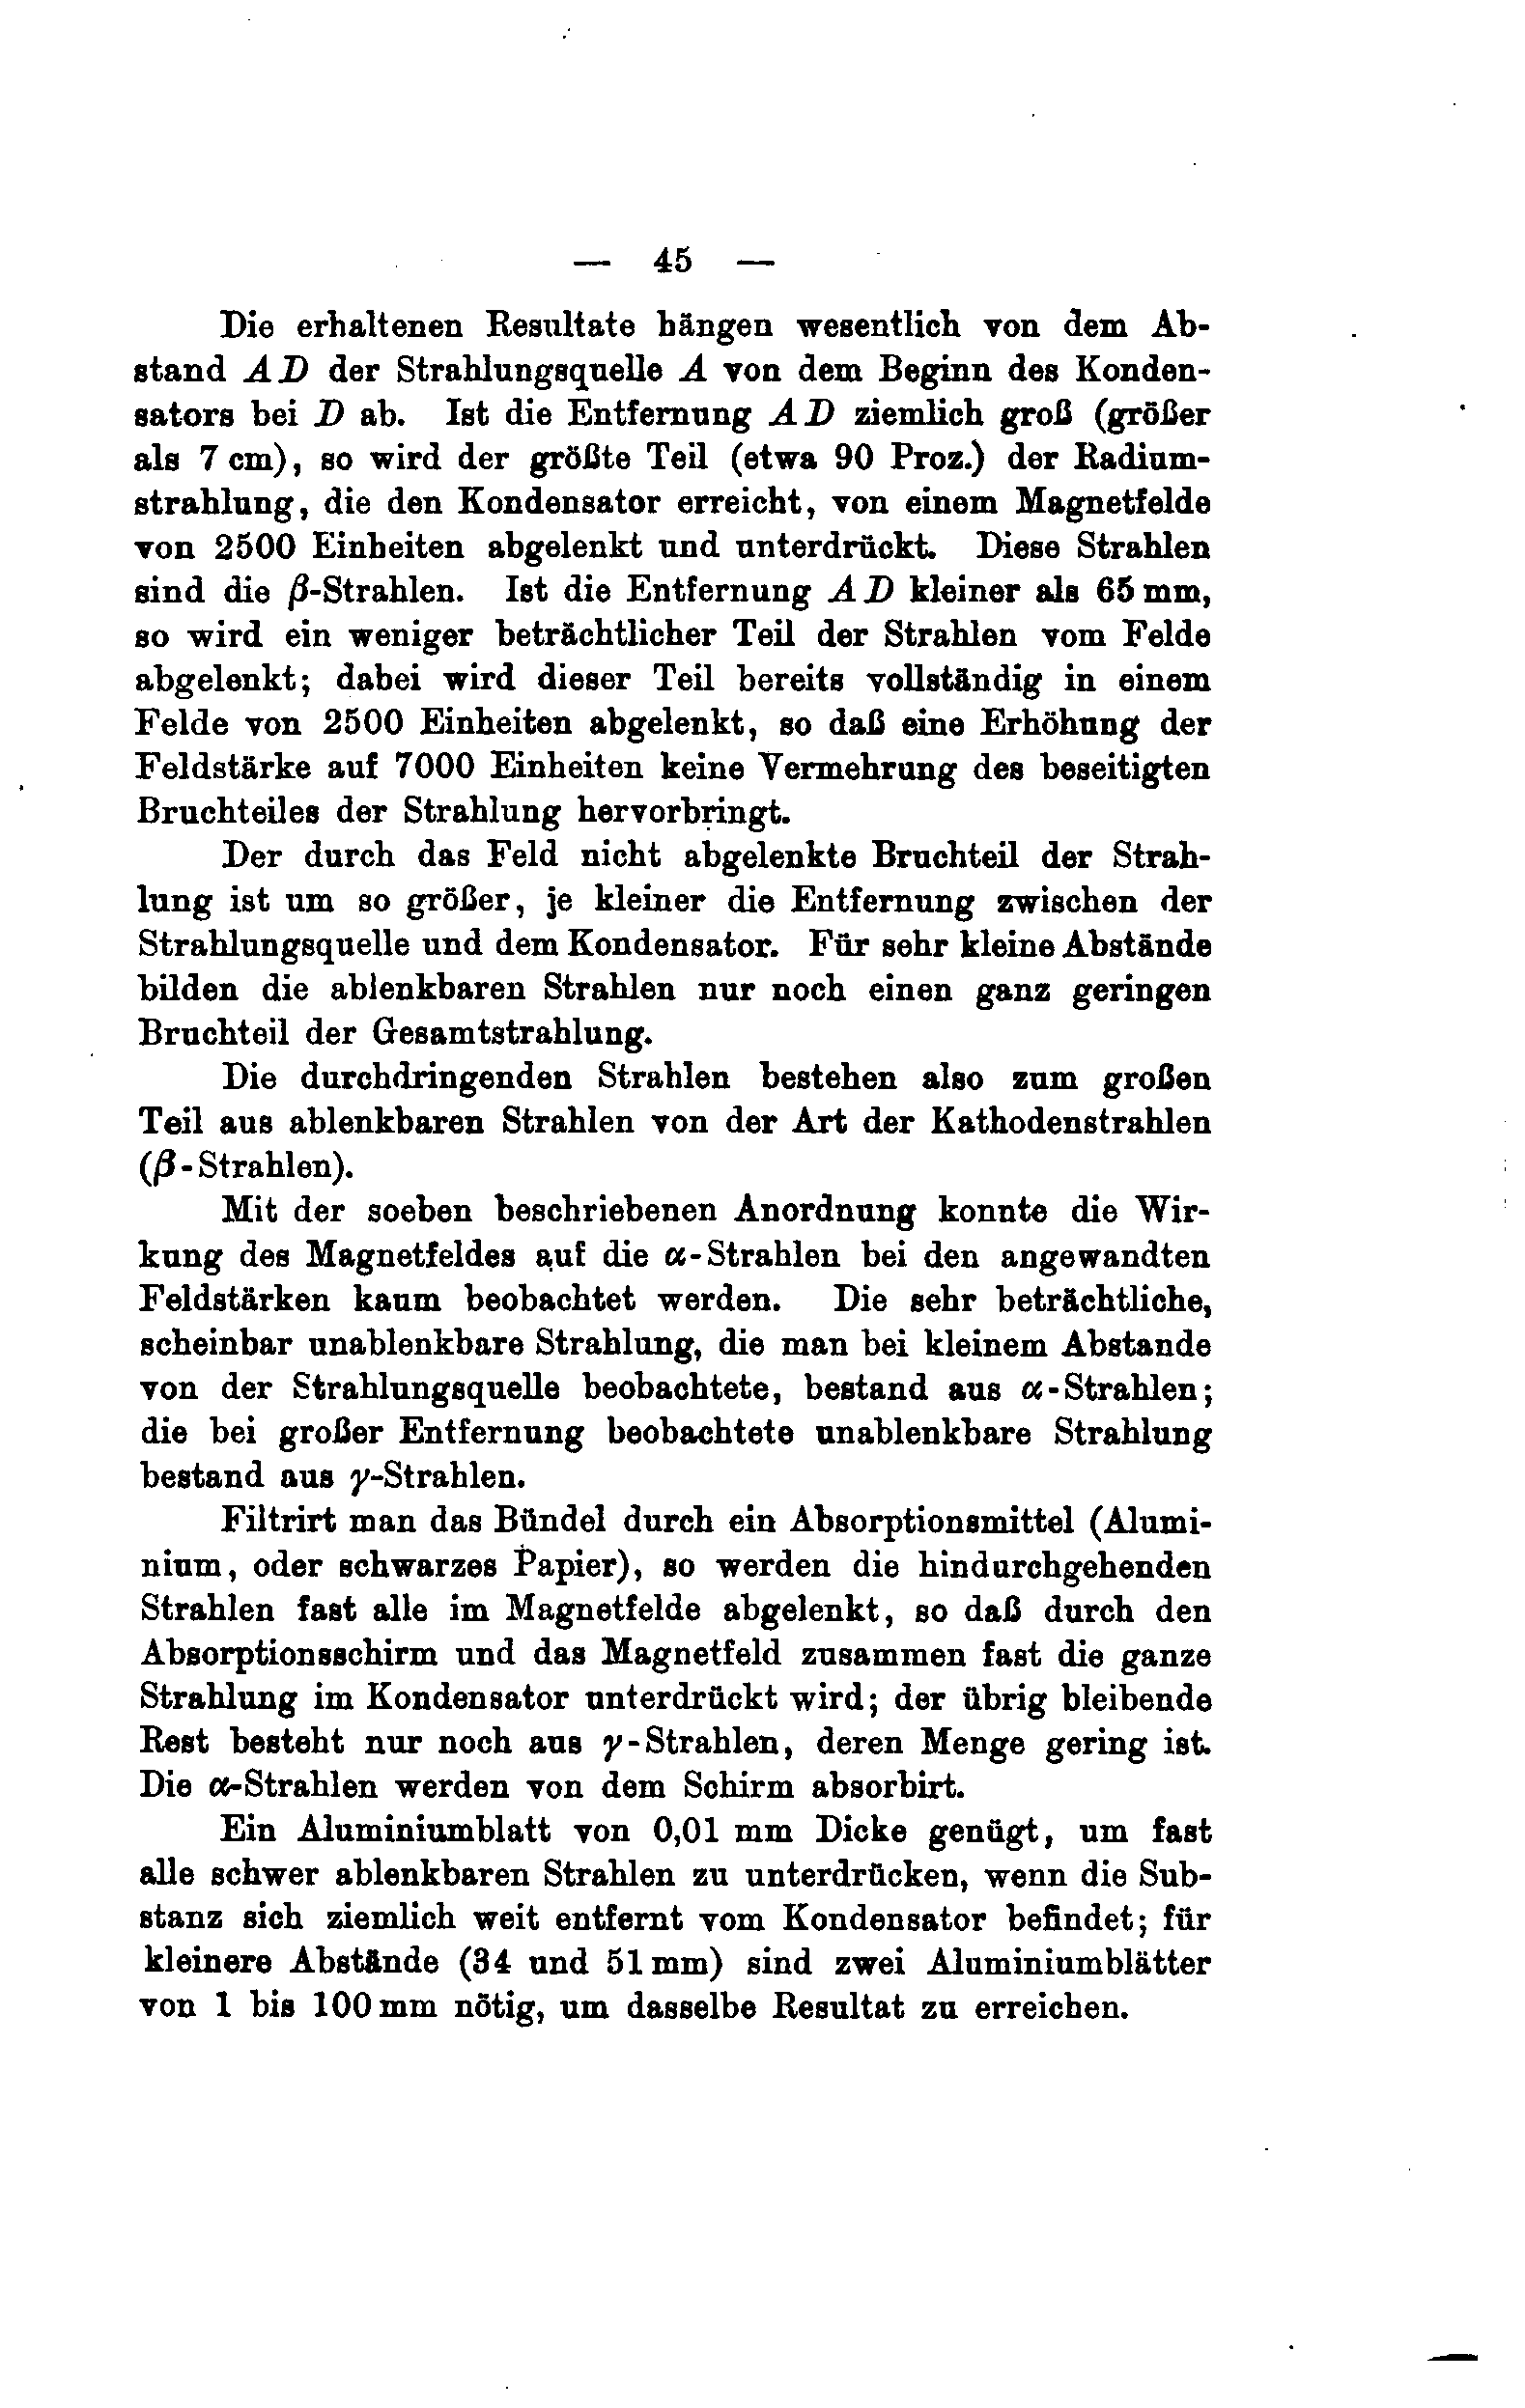 — 45 —
Die erhaltenen Resultate hängen wesentlich von dem Ab-
stand A D der Strahlungsquelle A von dem Beginn des Konden-
sators bei D ab. Ist die Entfernung A D ziemlich groß (größer
als 7 cm), so wird der größte Teil (etwa 90 Proz.) der Radium-
strahlung, die den Kondensator erreicht, von einem Magnetfelde
von 2500 Einheiten abgelenkt und unterdrückt. Diese Strahlen
sind die β-Strahlen. Ist die Entfernung A D kleiner als 65 mm,
so wird ein weniger beträchtlicher Teil der Strahlen vom Felde
abgelenkt; dabei wird dieser Teil bereits vollständig in einem
Felde von 2500 Einheiten abgelenkt, so daß eine Erhöhung der
Feldstärke auf 7000 Einheiten keine Vermehrung des beseitigten
Bruchteiles der Strahlung hervorbringt.
Der durch das Feld nicht abgelenkte Bruchteil der Strah-
lung ist um so größer, je kleiner die Entfernung zwischen der
Strahlungsquelle und dem Kondensator. Für sehr kleine Abstände
bilden die ablenkbaren Strahlen nur noch einen ganz geringen
Bruchteil der Gesamtstrahlung.
Die durchdringenden Strahlen bestehen also zum großen
Teil aus ablenkbaren Strahlen von der Art der Kathodenstrahlen
(β-Strahlen).
Mit der soeben beschriebenen Anordnung konnte die Wir-
kung des Magnetfeldes auf die α-Strahlen bei den angewandten
Feldstärken kaum beobachtet werden. Die sehr beträchtliche,
scheinbar unablenkbare Strahlung, die man bei kleinem Abstande
von der Strahlungsquelle beobachtete, bestand aus α-Strahlen;
die bei großer Entfernung beobachtete unablenkbare Strahlung
bestand aus γ-Strahlen.
Filtrirt man das Bündel durch ein Absorptionsmittel (Alumi-
nium, oder schwarzes Papier), so werden die hindurchgehenden
Strahlen fast alle im Magnetfelde abgelenkt, so daß durch den
Absorptionsschirm und das Magnetfeld zusammen fast die ganze
Strahlung im Kondensator unterdrückt wird; der übrig bleibende
Rest besteht nur noch aus γ-Strahlen, deren Menge gering ist.
Die α-Strahlen werden von dem Schirm absorbirt.
Ein Aluminiumblatt von 0,01 mm Dicke genügt, um fast
alle schwer ablenkbaren Strahlen zu unterdrücken, wenn die Sub-
stanz sich ziemlich weit entfernt vom Kondensator befindet; für
kleinere Abstände (34 und 51 mm) sind zwei Aluminiumblätter
von 1 bis 100 mm nötig, um dasselbe Resultat zu erreichen.